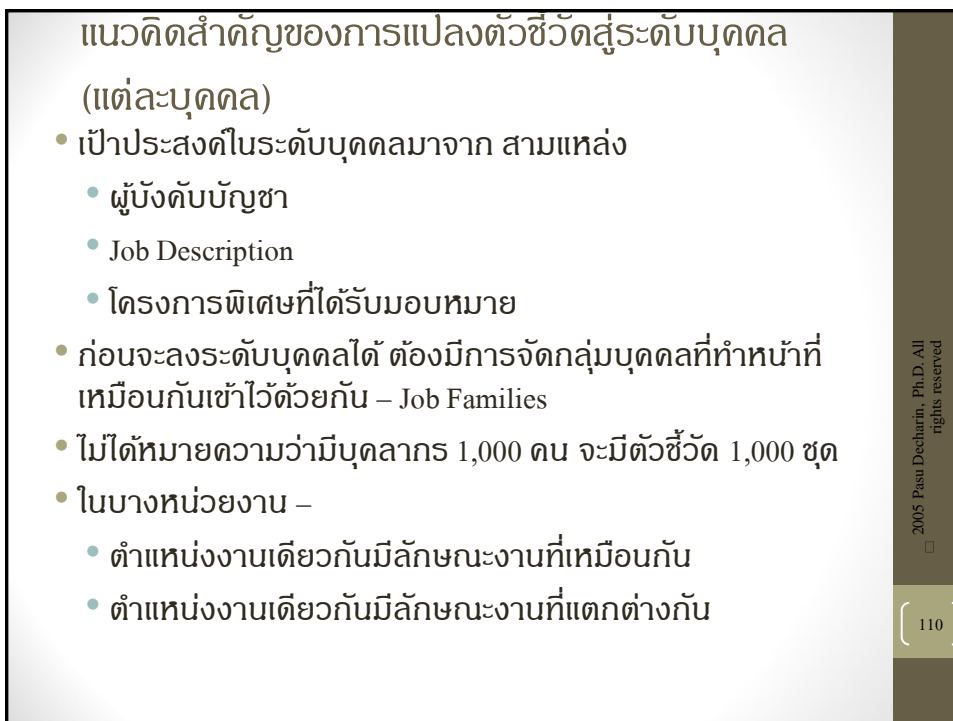 แนวคิดสำคัญของการแปลงตัวชี้วัดสู่ระดับบุคคล
(แต่ละบุคคล)
• เป้าประสงค์ในระดับบุคคลมาจาก สามแหล่ง
• ผู้บังคับบัญชา
• Job Description
• โครงการพิเศษที่ได้รับมอบหมาย
• ก่อนจะลงระดับบุคคลได้ ต้องมีการจัดกลุ่มบุคคลที่ทำหน้าที่
เหมือนกันเข้าไว้ด้วยกัน – Job Families
• ไม่ได้หมายความว่ามีบุคลากร 1,000 คน จะมีตัวชี้วัด 1,000 ชุด
• ในบางหน่วยงาน –
• ตำแหน่งงานเดียวกันมีลักษณะงานที่เหมือนกัน
• ตำแหน่งงานเดียวกันมีลักษณะงานที่แตกต่างกัน
2005 Pasu Decharin, Ph.D. All
rights reserved
110